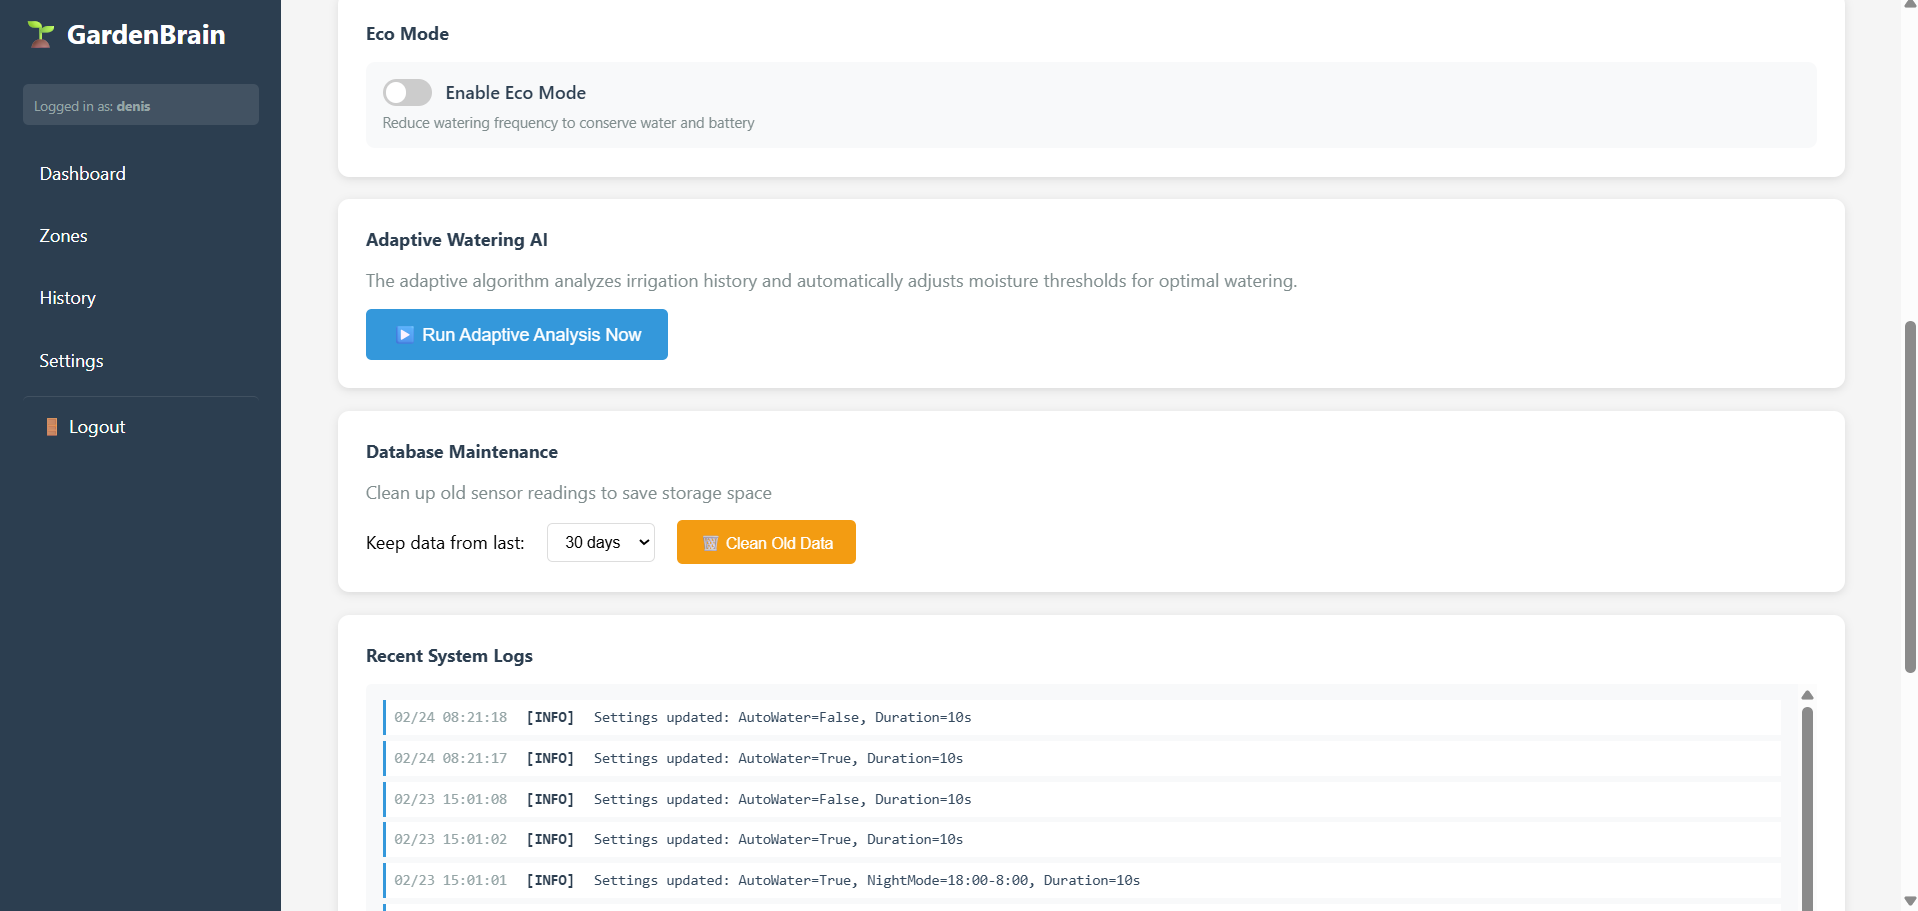 GardenBrain
Logged in as: denis
Dashboard
Zones
History
Settings
Logout
Eco Mode
Enable Eco Mode
Reduce watering frequency to conserve water and battery
Adaptive Watering AI
The adaptive algorithm analyzes irrigation history and automatically adjusts moisture thresholds for optimal watering.
Run Adaptive Analysis Now
Database Maintenance
Clean up old sensor readings to save storage space
Keep data from last: 30 days Clean Old Data
Recent System Logs
02/24 08:21:18 [INFO] Settings updated: AutoWater=False, Duration=10s
02/24 08:21:17 [INFO] Settings updated: AutoWater=True, Duration=10s
02/23 15:01:08 [INFO] Settings updated: AutoWater=False, Duration=10s
02/23 15:01:02 [INFO] Settings updated: AutoWater=True, Duration=10s
02/23 15:01:01 [INFO] Settings updated: AutoWater=True, NightMode=18:00-8:00, Duration=10s